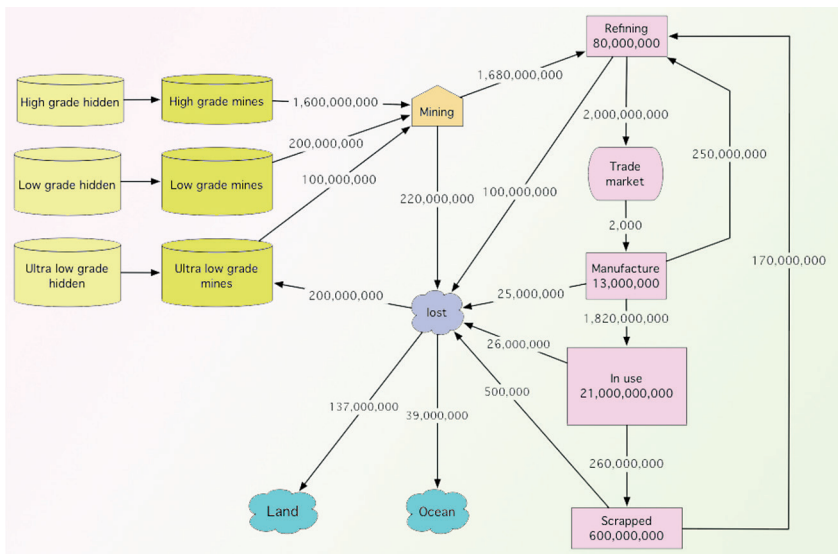 Refining
80,000,000
1,680,000,000
High grade hidden
High grade mines
1,600,000,000
Mining
2,000,000,000
200,000,000
250,000,000
Low grade hidden
Low grade mines
100,000,000
220,000,000
100,000,000
Trade
market
2,000
Ultra low grade
hidden
Ultra low grade
mines
Manufacture
13,000,000
170,000,000
200,000,000
25,000,000
lost
1,820,000,000
26,000,000
In use
21,000,000,000
500,000
137,000,000
39,000,000
260,000,000
Land
Ocean
Scrapped
600,000,000